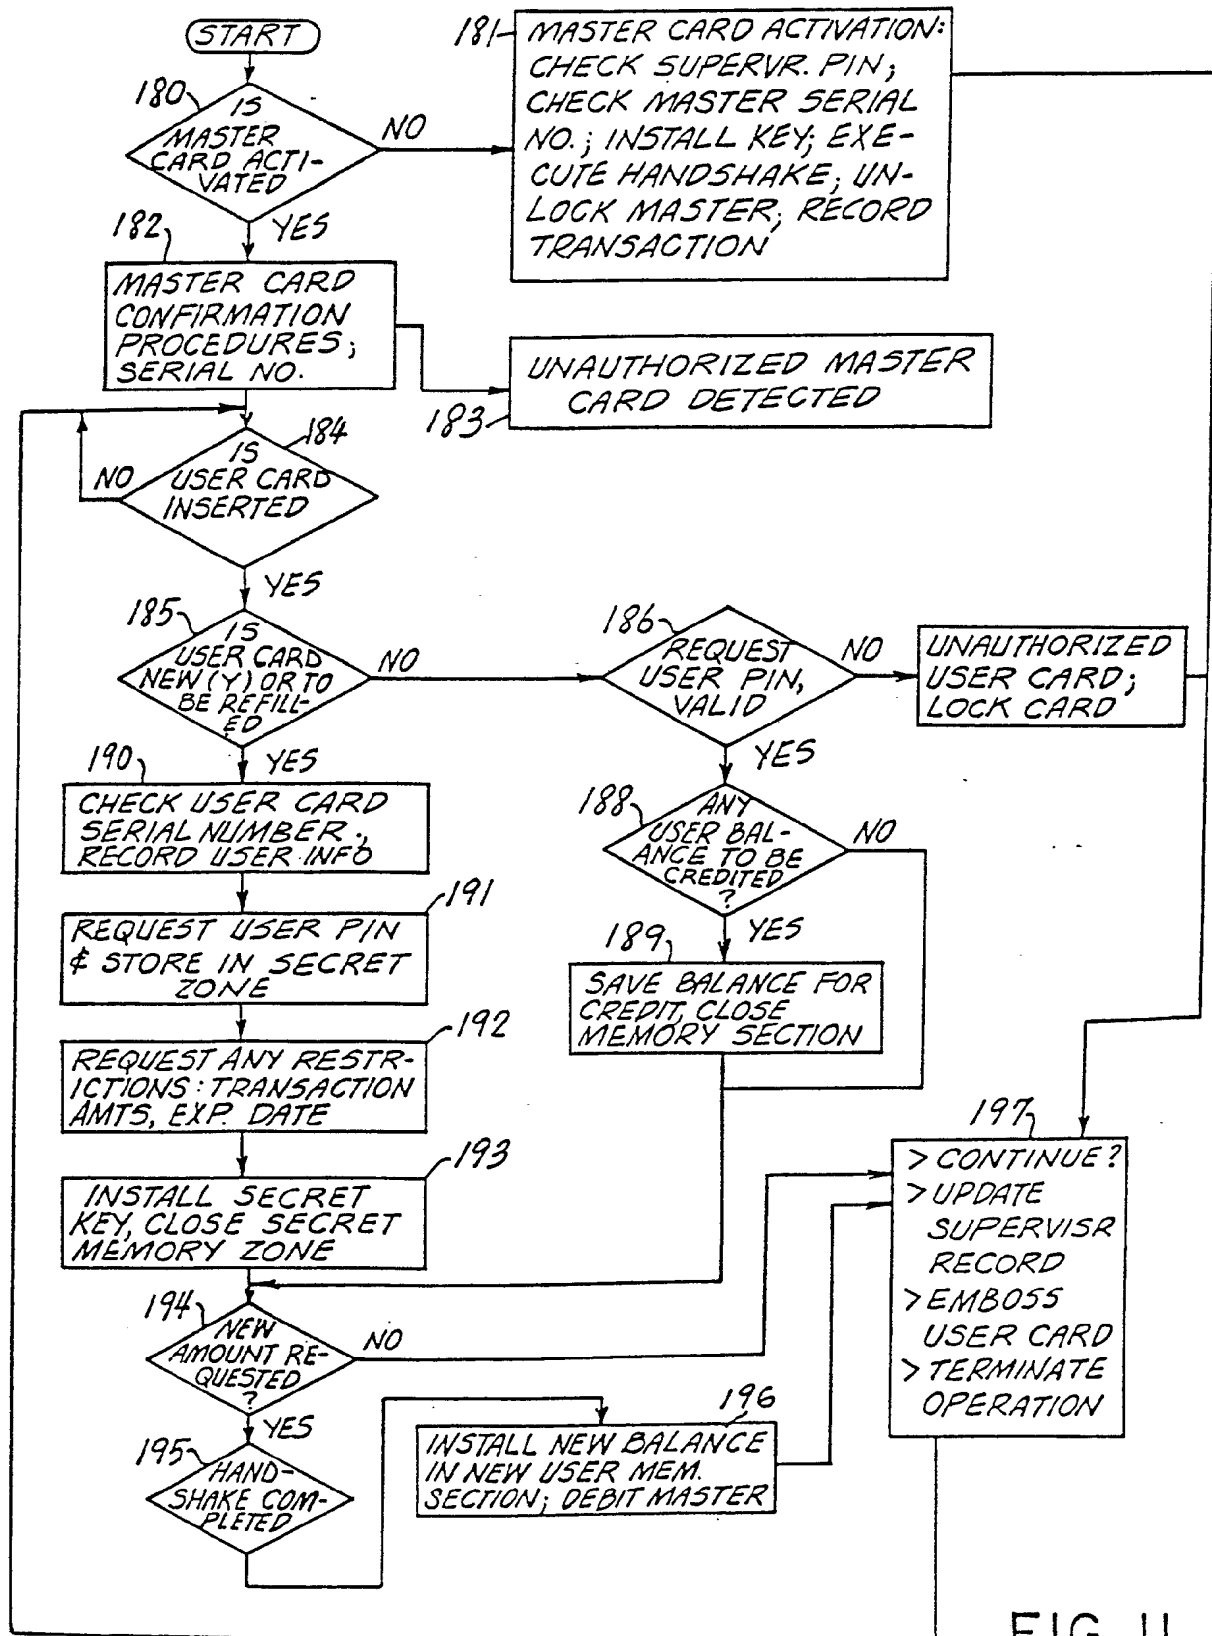 START
180
IS
MASTER
CARD ACTI-
VATED
NO
YES
181
MASTER CARD ACTIVATION:
CHECK SUPERVR. PIN;
CHECK MASTER SERIAL
NO.; INSTALL KEY; EXE-
CUTE HANDSHAKE; UN-
LOCK MASTER; RECORD
TRANSACTION
182
MASTER CARD
CONFIRMATION
PROCEDURES;
SERIAL NO.
183
UNAUTHORIZED MASTER
CARD DETECTED
184
IS
USER CARD
INSERTED
NO
YES
185
IS
USER CARD
NEW (Y) OR TO
BE REFILL-
ED
NO
YES
186
REQUEST
USER PIN,
VALID
NO
YES
UNAUTHORIZED
USER CARD;
LOCK CARD
188
ANY
USER BAL-
ANCE TO BE
CREDITED
?
NO
YES
189
SAVE BALANCE FOR
CREDIT, CLOSE
MEMORY SECTION
190
CHECK USER CARD
SERIAL NUMBER;
RECORD USER INFO
191
REQUEST USER PIN
& STORE IN SECRET
ZONE
192
REQUEST ANY RESTR-
ICTIONS: TRANSACTION
AMTS, EXP. DATE
193
INSTALL SECRET
KEY, CLOSE SECRET
MEMORY ZONE
194
NEW
AMOUNT RE-
QUESTED
?
NO
YES
195
HAND-
SHAKE COM-
PLETED
196
INSTALL NEW BALANCE
IN NEW USER MEM.
SECTION; DEBIT MASTER
197
> CONTINUE?
> UPDATE
SUPERVISR
RECORD
> EMBOSS
USER CARD
> TERMINATE
OPERATION
FIG. 11